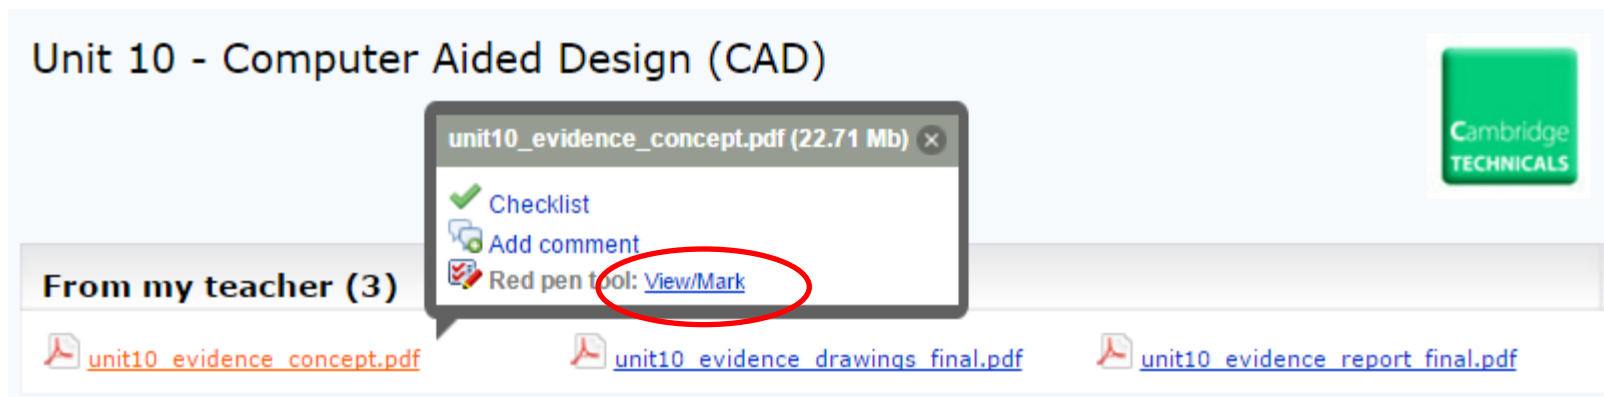 Unit 10 - Computer Aided Design (CAD)
Cambridge
TECHNICALS
unit10_evidence_concept.pdf (22.71 Mb)
Checklist
Add comment
Red pen tool: View/Mark
From my teacher (3)
unit10_evidence_concept.pdf
unit10_evidence_drawings_final.pdf
unit10_evidence_report_final.pdf